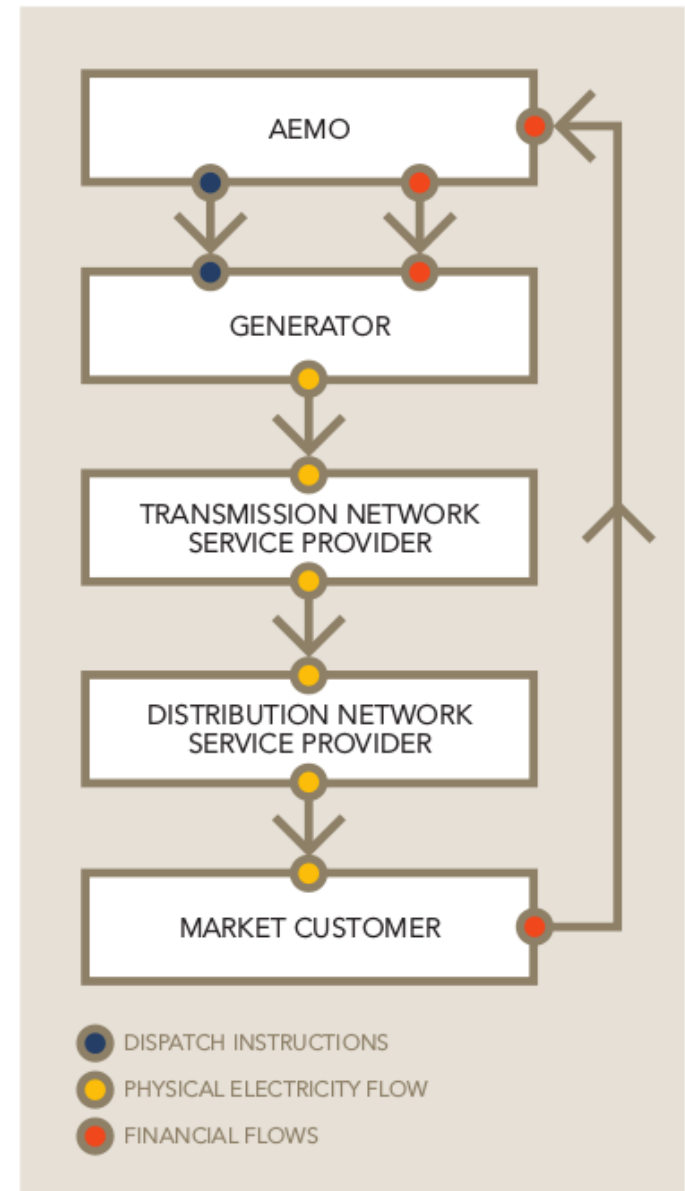 AEMO
GENERATOR
TRANSMISSION NETWORK
SERVICE PROVIDER
DISTRIBUTION NETWORK
SERVICE PROVIDER
MARKET CUSTOMER
DISPATCH INSTRUCTIONS
PHYSICAL ELECTRICITY FLOW
FINANCIAL FLOWS